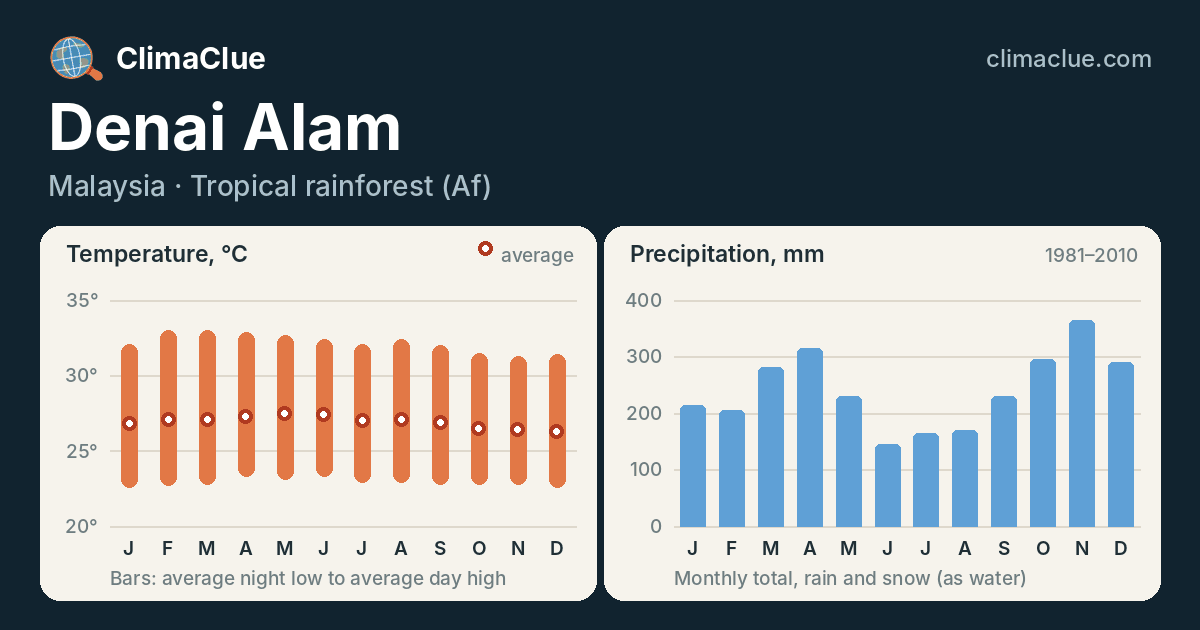 ClimaClue
climaclue.com
Denai Alam
Malaysia · Tropical rainforest (Af)
Temperature, °C
average
35°
30°
25°
20°
J F M A M J J A S O N D
Bars: average night low to average day high
Precipitation, mm
1981–2010
400
300
200
100
0
J F M A M J J A S O N D
Monthly total, rain and snow (as water)